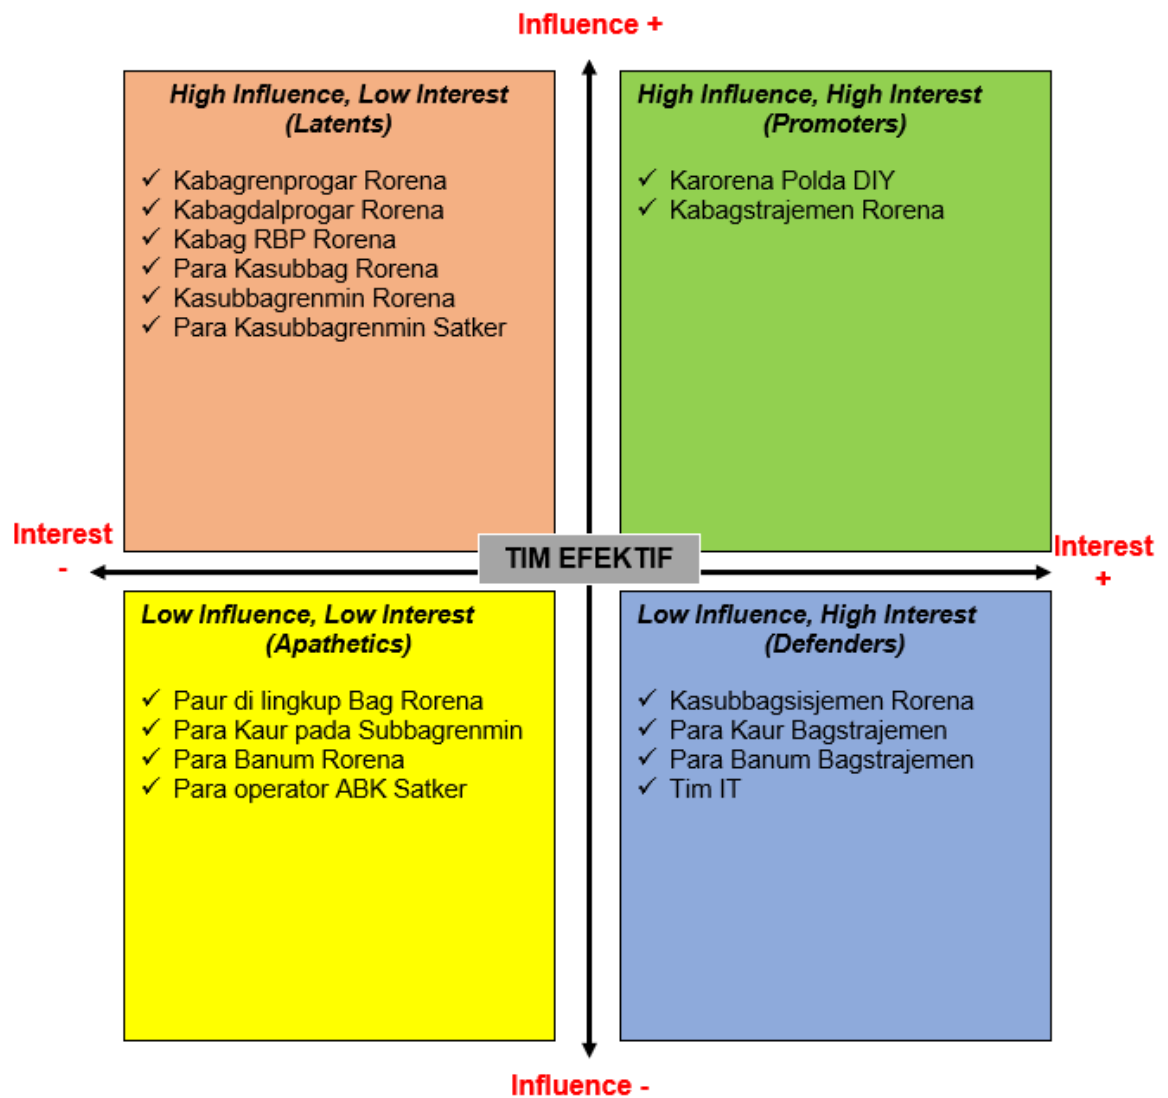 Influence +
High Influence, Low Interest
(Latents)
✓ Kabagrenprogar Rorena
✓ Kabagdalprogar Rorena
✓ Kabag RBP Rorena
✓ Para Kasubbag Rorena
✓ Kasubbagrenmin Rorena
✓ Para Kasubbagrenmin Satker
High Influence, High Interest
(Promoters)
✓ Karorena Polda DIY
✓ Kabagstrajemen Rorena
Interest
-
TIM EFEKTIF
Interest
+
Low Influence, Low Interest
(Apathetics)
✓ Paur di lingkup Bag Rorena
✓ Para Kaur pada Subbagrenmin
✓ Para Banum Rorena
✓ Para operator ABK Satker
Low Influence, High Interest
(Defenders)
✓ Kasubbagsisjemen Rorena
✓ Para Kaur Bagstrajemen
✓ Para Banum Bagstrajemen
✓ Tim IT
Influence -